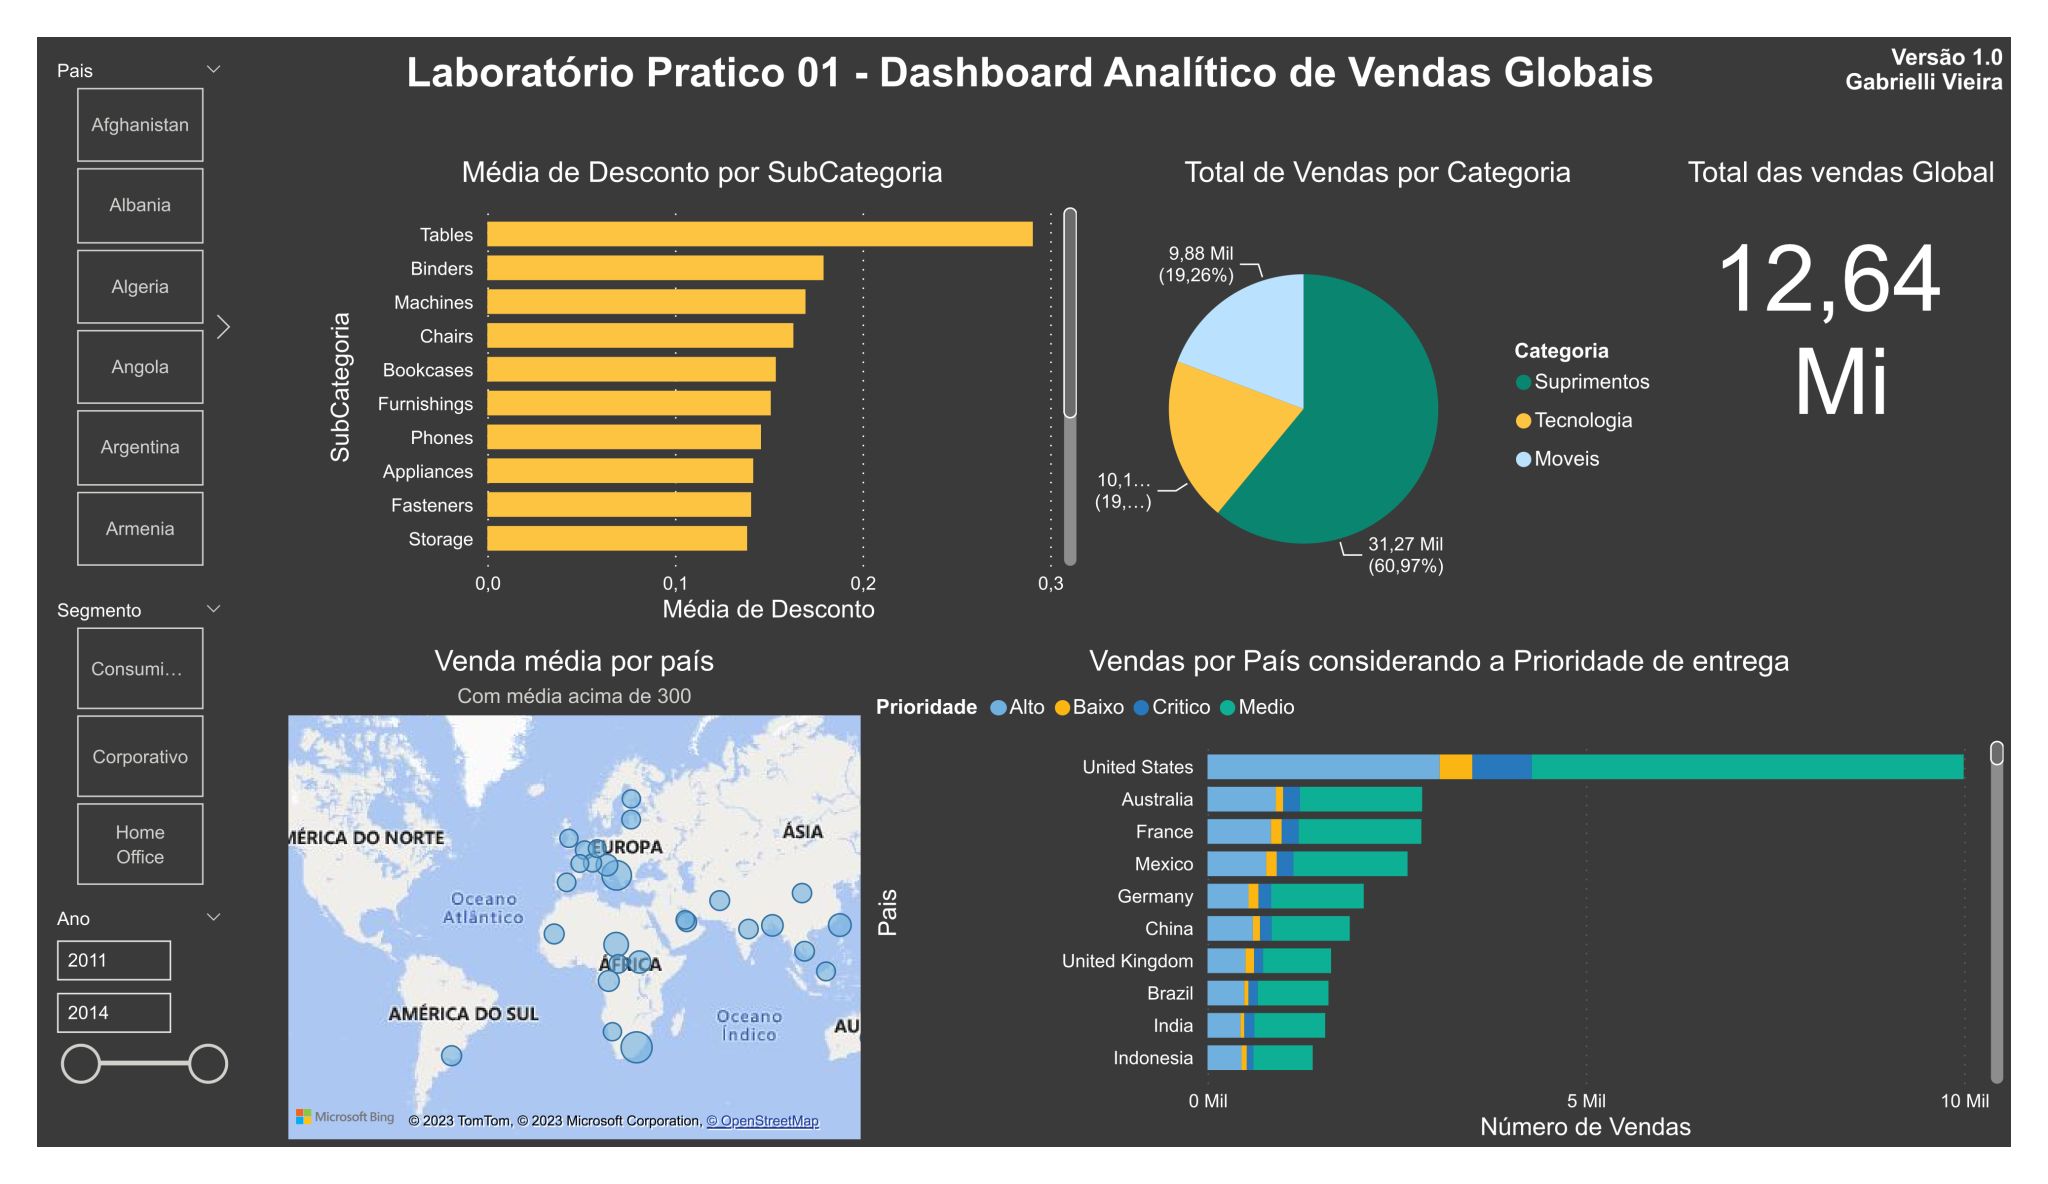 Laboratório Pratico 01 - Dashboard Analítico de Vendas Globais
Versão 1.0
Gabrielli Vieira
Pais
Afghanistan
Albania
Algeria
Angola
Argentina
Armenia
Segmento
Consumi…
Corporativo
Home
Office
Ano
2011
2014
Média de Desconto por SubCategoria
SubCategoria
Tables
Binders
Machines
Chairs
Bookcases
Furnishings
Phones
Appliances
Fasteners
Storage
0,0 0,1 0,2 0,3
Média de Desconto
Total de Vendas por Categoria
9,88 Mil
(19,26%)
10,1…
(19,…)
31,27 Mil
(60,97%)
Categoria
Suprimentos
Tecnologia
Moveis
Total das vendas Global
12,64
Mi
Venda média por país
Com média acima de 300
MÉRICA DO NORTE
EUROPA
ÁSIA
Oceano
Atlântico
ÁFRICA
AMÉRICA DO SUL
Oceano
Índico
AU
Microsoft Bing
© 2023 TomTom, © 2023 Microsoft Corporation, © OpenStreetMap
Vendas por País considerando a Prioridade de entrega
Prioridade Alto Baixo Critico Medio
Pais
United States
Australia
France
Mexico
Germany
China
United Kingdom
Brazil
India
Indonesia
0 Mil 5 Mil 10 Mil
Número de Vendas